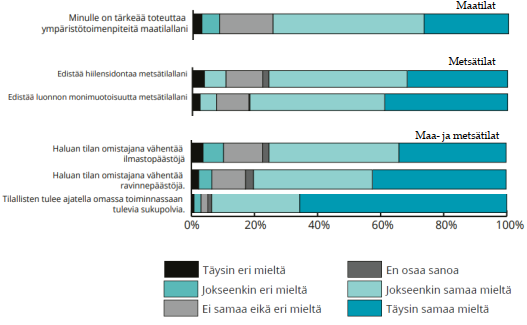 Maatilat
Minulle on tärkeää toteuttaa
ympäristötoimenpiteitä maatilallani
Metsätilat
Edistää hiilensidontaa metsätilallani
Edistää luonnon monimuotoisuutta metsätilallani
Maa- ja metsätilat
Haluan tilan omistajana vähentää
ilmastopäästöjä
Haluan tilan omistajana vähentää
ravinnepäästöjä.
Tilallisten tulee ajatella omassa toiminnassaan
tulevia sukupolvia.
0% 20% 40% 60% 80% 100%
Täysin eri mieltä En osaa sanoa
Jokseenkin eri mieltä Jokseenkin samaa mieltä
Ei samaa eikä eri mieltä Täysin samaa mieltä